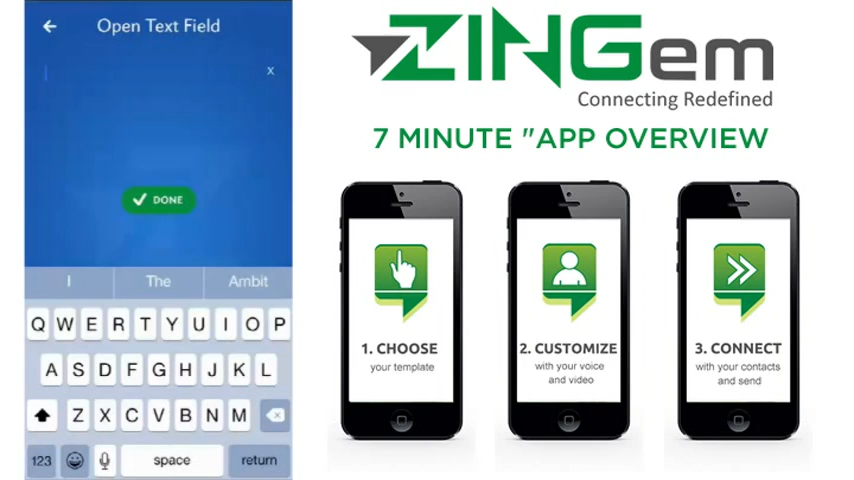 Open Text Field
x
DONE
I The Ambit
Q W E R T Y U I O P
A S D F G H J K L
Z X C V B N M
123 space return
ZINGem
Connecting Redefined
7 MINUTE "APP OVERVIEW
1. CHOOSE
your template
2. CUSTOMIZE
with your voice
and video
3. CONNECT
with your contacts
and send